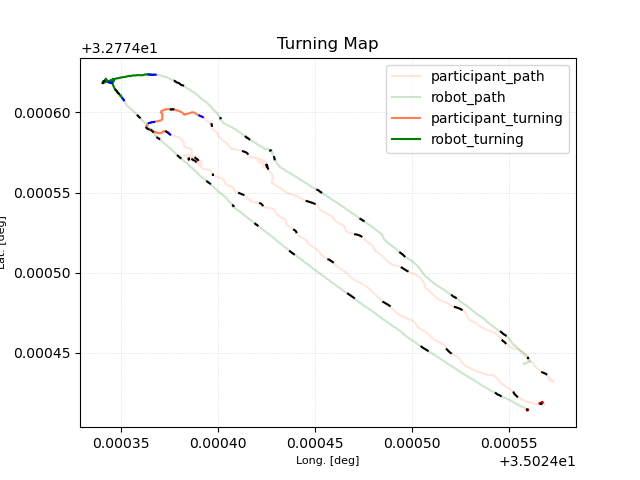 Turning Map
+3.2774e1
participant_path
robot_path
participant_turning
robot_turning
0.00060
0.00055
0.00050
0.00045
Lat. [deg]
0.00035 0.00040 0.00045 0.00050 0.00055
Long. [deg]
+3.5024e1